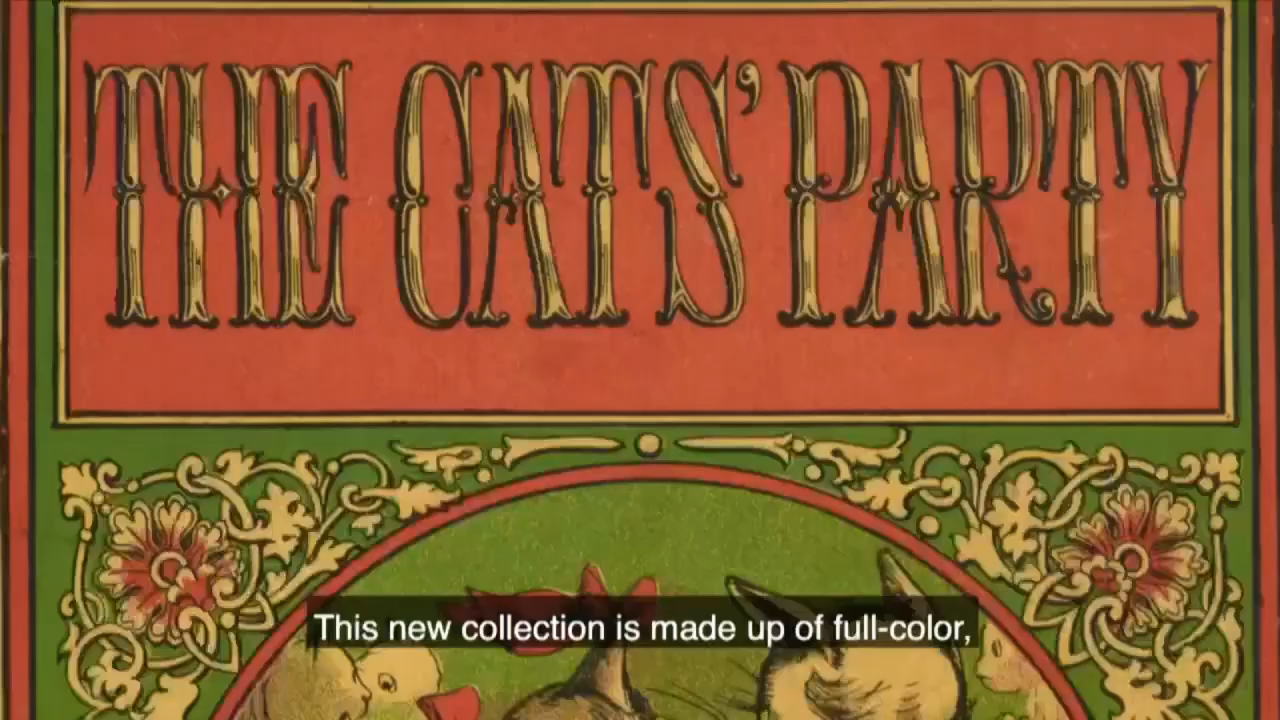 THE CATS' PARTY
This new collection is made up of full-color,